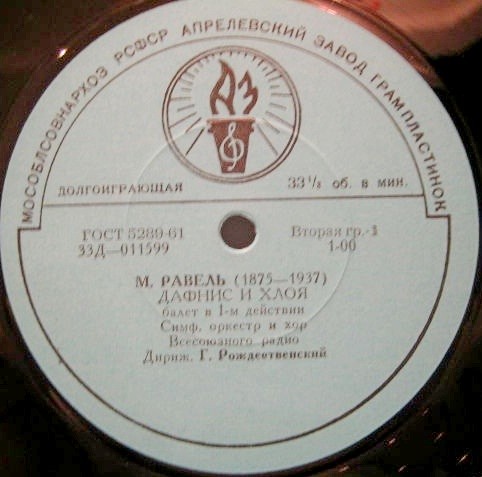 МОСОБЛСОВНАРХОЗ РСФСР АПРЕЛЕВСКИЙ ЗАВОД ГРАМПЛАСТИНОК
АЗ
ДОЛГОИГРАЮЩАЯ 33⅓ об. в мин.
ГОСТ 5289-61 Вторая гр.-1
33Д—011599 1-00
М. РАВЕЛЬ (1875—1937)
ДАФНИС И ХЛОЯ
балет в 1-м действии
Симф. оркестр и хор
Всесоюзного радио
Дириж. Г. Рождественский